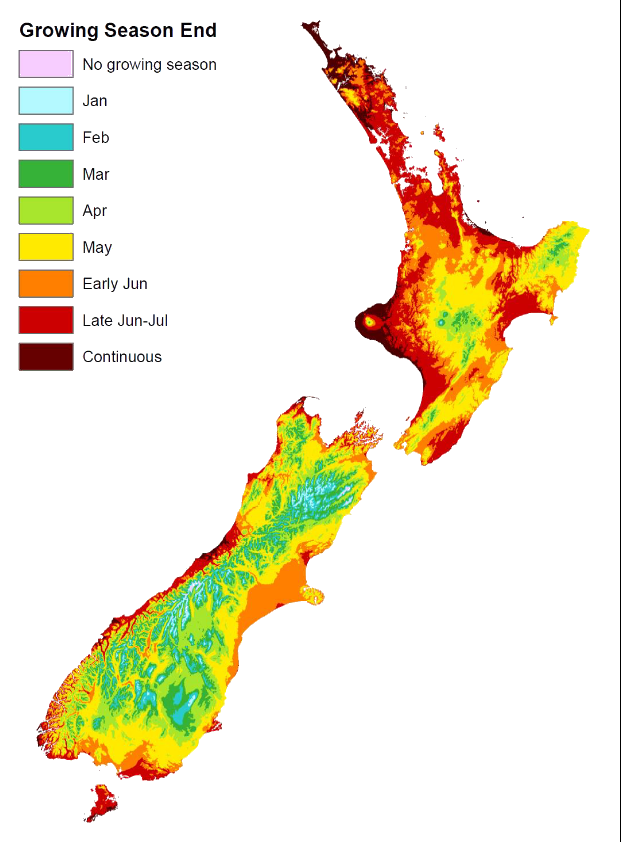 Growing Season End
No growing season
Jan
Feb
Mar
Apr
May
Early Jun
Late Jun-Jul
Continuous